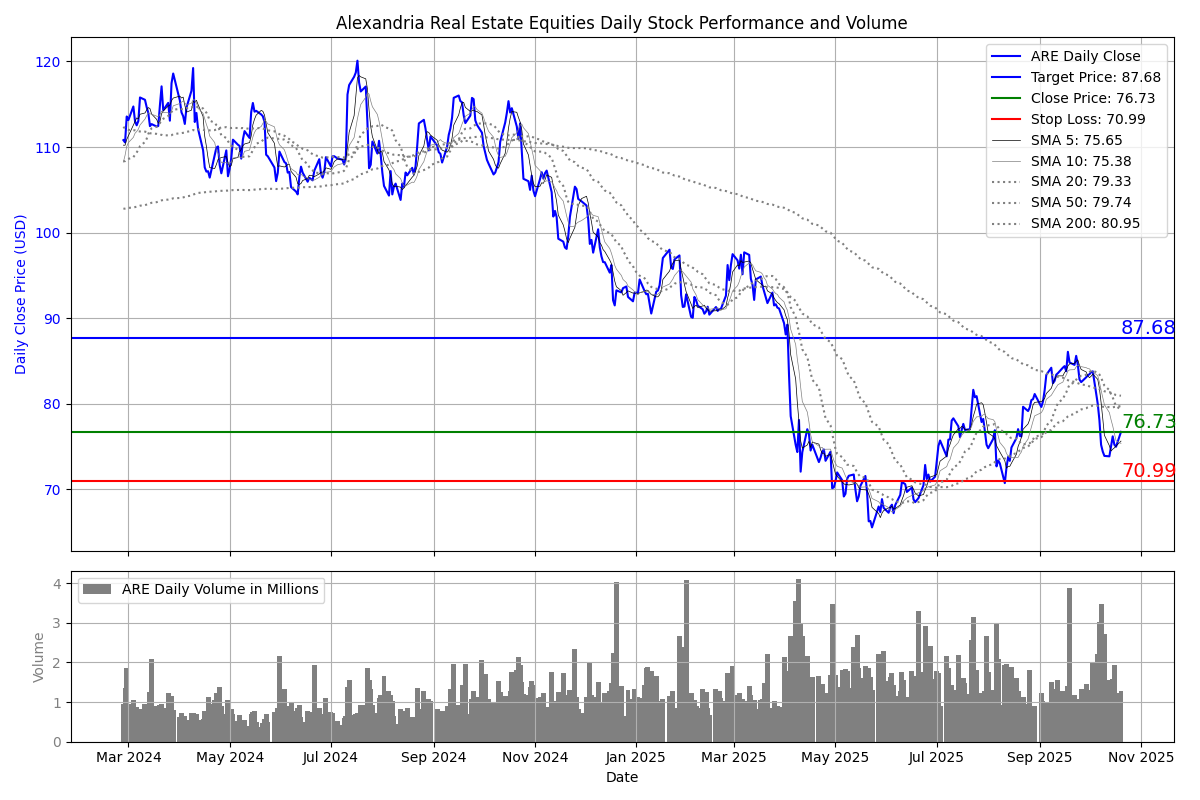 Alexandria Real Estate Equities Daily Stock Performance and Volume
Daily Close Price (USD)
120
110
100
90
80
70
ARE Daily Close
Target Price: 87.68
Close Price: 76.73
Stop Loss: 70.99
SMA 5: 75.65
SMA 10: 75.38
SMA 20: 79.33
SMA 50: 79.74
SMA 200: 80.95
87.68
76.73
70.99
Volume
4
3
2
1
0
ARE Daily Volume in Millions
Mar 2024 May 2024 Jul 2024 Sep 2024 Nov 2024 Jan 2025 Mar 2025 May 2025 Jul 2025 Sep 2025 Nov 2025
Date